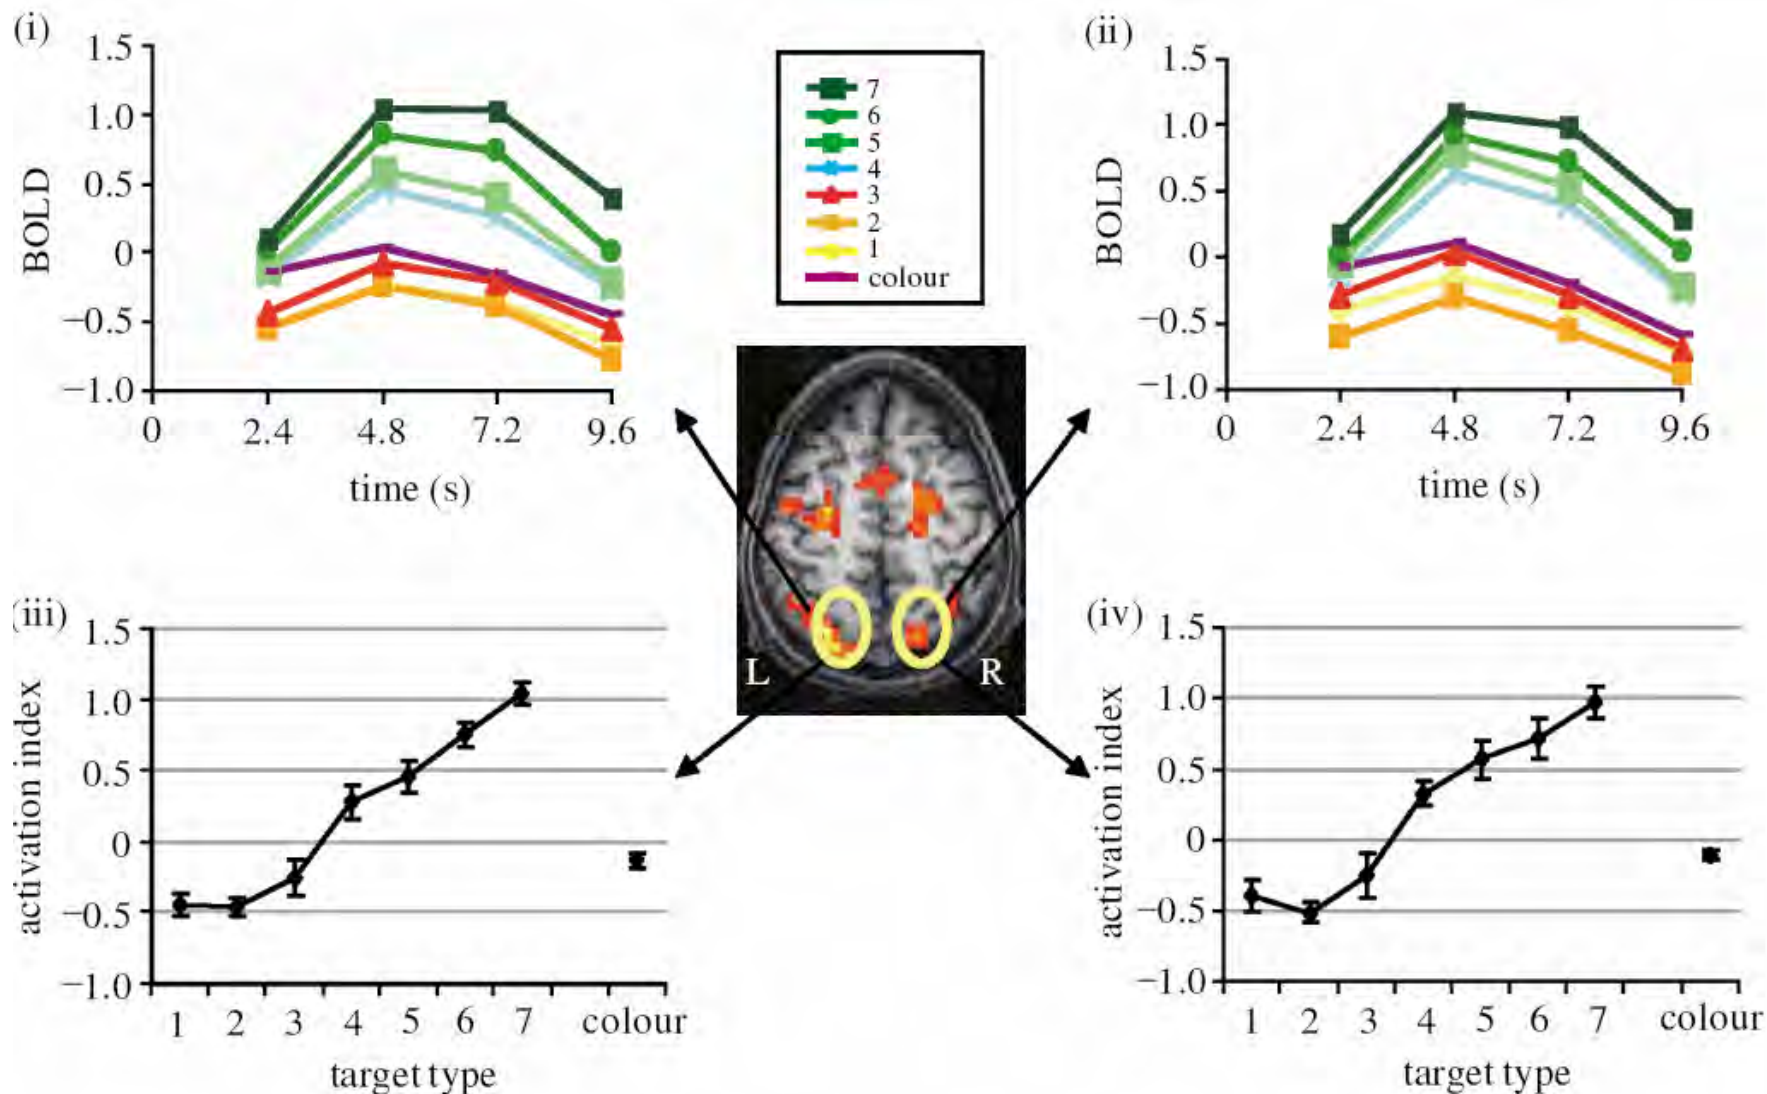 (i)
1.5
1.0
0.5
0
−0.5
−1.0
BOLD
0 2.4 4.8 7.2 9.6
time (s)
7
6
5
4
3
2
1
colour
(ii)
1.5
1.0
0.5
0
−0.5
−1.0
BOLD
0 2.4 4.8 7.2 9.6
time (s)
L R
(iii)
1.5
1.0
0.5
0
−0.5
−1.0
activation index
1 2 3 4 5 6 7 colour
target type
(iv)
1.5
1.0
0.5
0
−0.5
−1.0
activation index
1 2 3 4 5 6 7 colour
target type